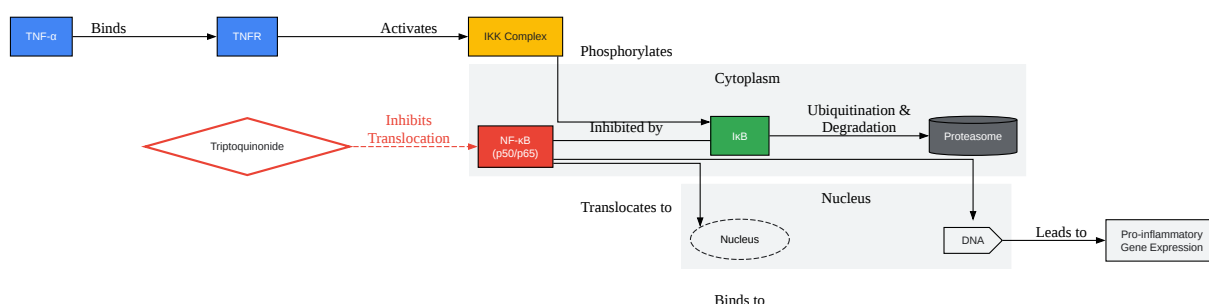 TNF-α
Binds
TNFR
Activates
IKK Complex
Phosphorylates
Cytoplasm
Triptoquinonide
Inhibits
Translocation
NF-κB
(p50/p65)
Inhibited by
IκB
Ubiquitination &
Degradation
Proteasome
Nucleus
Translocates to
Nucleus
DNA
Leads to
Pro-inflammatory
Gene Expression
Binds to